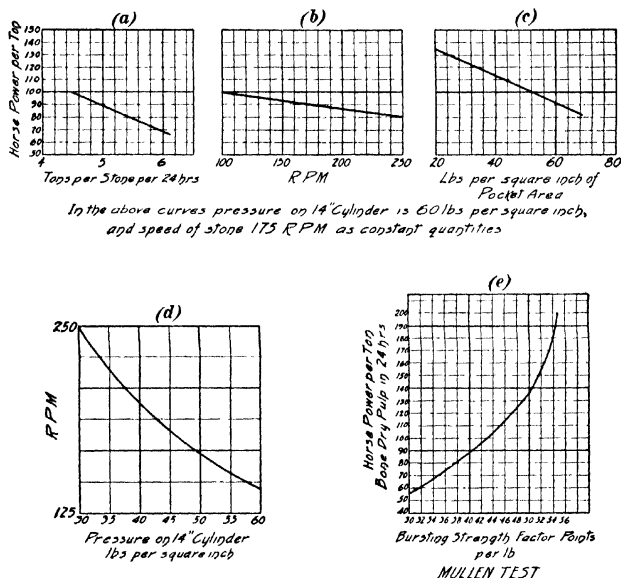 (a)
(b)
(c)
Horse Power per Ton
150
140
130
120
110
100
90
80
70
60
50
4 5 6
Tons per Stone per 24 hrs
100 150 200 250
RPM
20 40 60 80
Lbs per square inch of
Pocket Area
In the above curves pressure on 14" Cylinder is 60 lbs per square inch,
and speed of stone 175 RPM as constant quantities
(d)
250
RPM
125
30 35 40 45 50 55 60
Pressure on 14" Cylinder
lbs per square inch
(e)
Horse Power per Ton
Bone Dry Pulp in 24 hrs
200
190
180
170
160
150
140
130
120
110
100
90
80
70
60
50
40
30 32 34 36 38 40 42 44 46 48 50 52 54 56
Bursting Strength Factor Points
per lb
MULLEN TEST